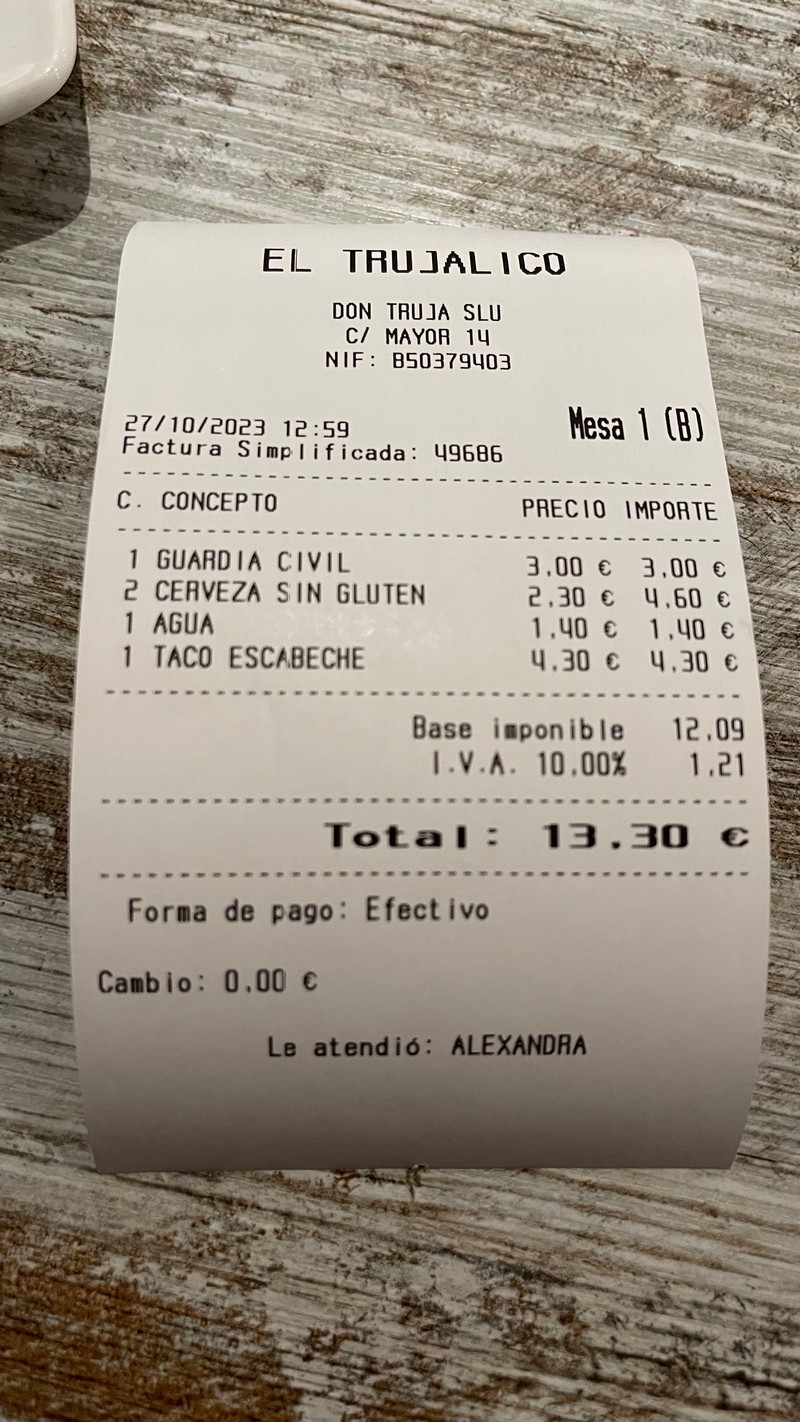 EL TRUJALICO
DON TRUJA SLU
C/ MAYOR 14
NIF: B50379403
27/10/2023 12:59 Mesa 1 (B)
Factura Simplificada: 49686
C. CONCEPTO PRECIO IMPORTE
1 GUARDIA CIVIL 3,00 € 3,00 €
2 CERVEZA SIN GLUTEN 2,30 € 4,60 €
1 AGUA 1,40 € 1,40 €
1 TACO ESCABECHE 4,30 € 4,30 €
Base imponible 12,09
I.V.A. 10,00% 1,21
Total: 13.30 €
Forma de pago: Efectivo
Cambio: 0,00 €
Le atendió: ALEXANDRA